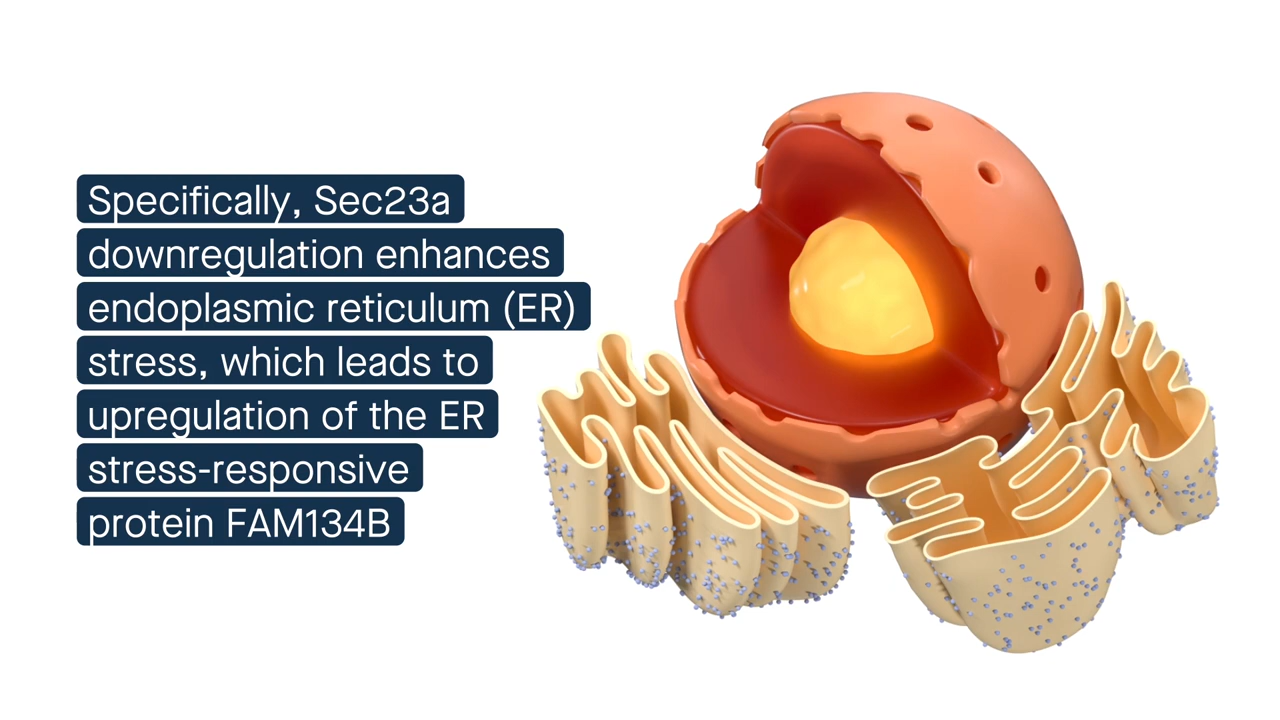 Specifically, Sec23a
downregulation enhances
endoplasmic reticulum (ER)
stress, which leads to
upregulation of the ER
stress-responsive
protein FAM134B